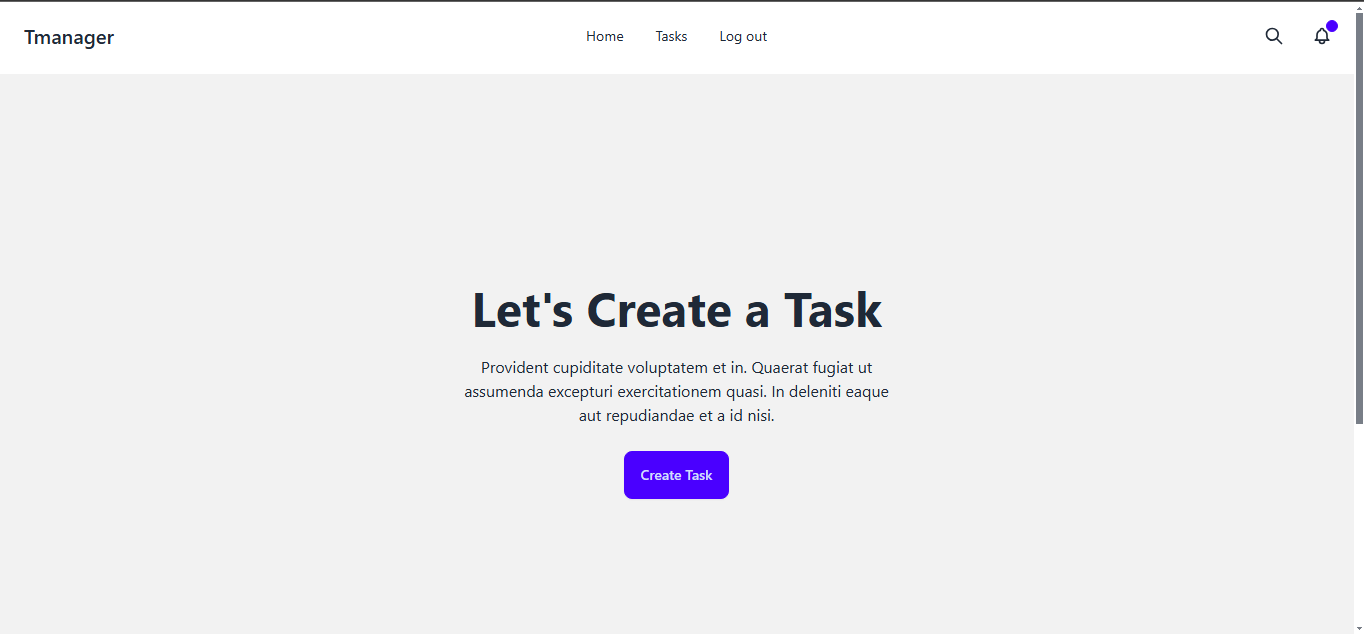 Tmanager
Home
Tasks
Log out
Let's Create a Task
Provident cupiditate voluptatem et in. Quaerat fugiat ut
assumenda excepturi exercitationem quasi. In deleniti eaque
aut repudiandae et a id nisi.
Create Task